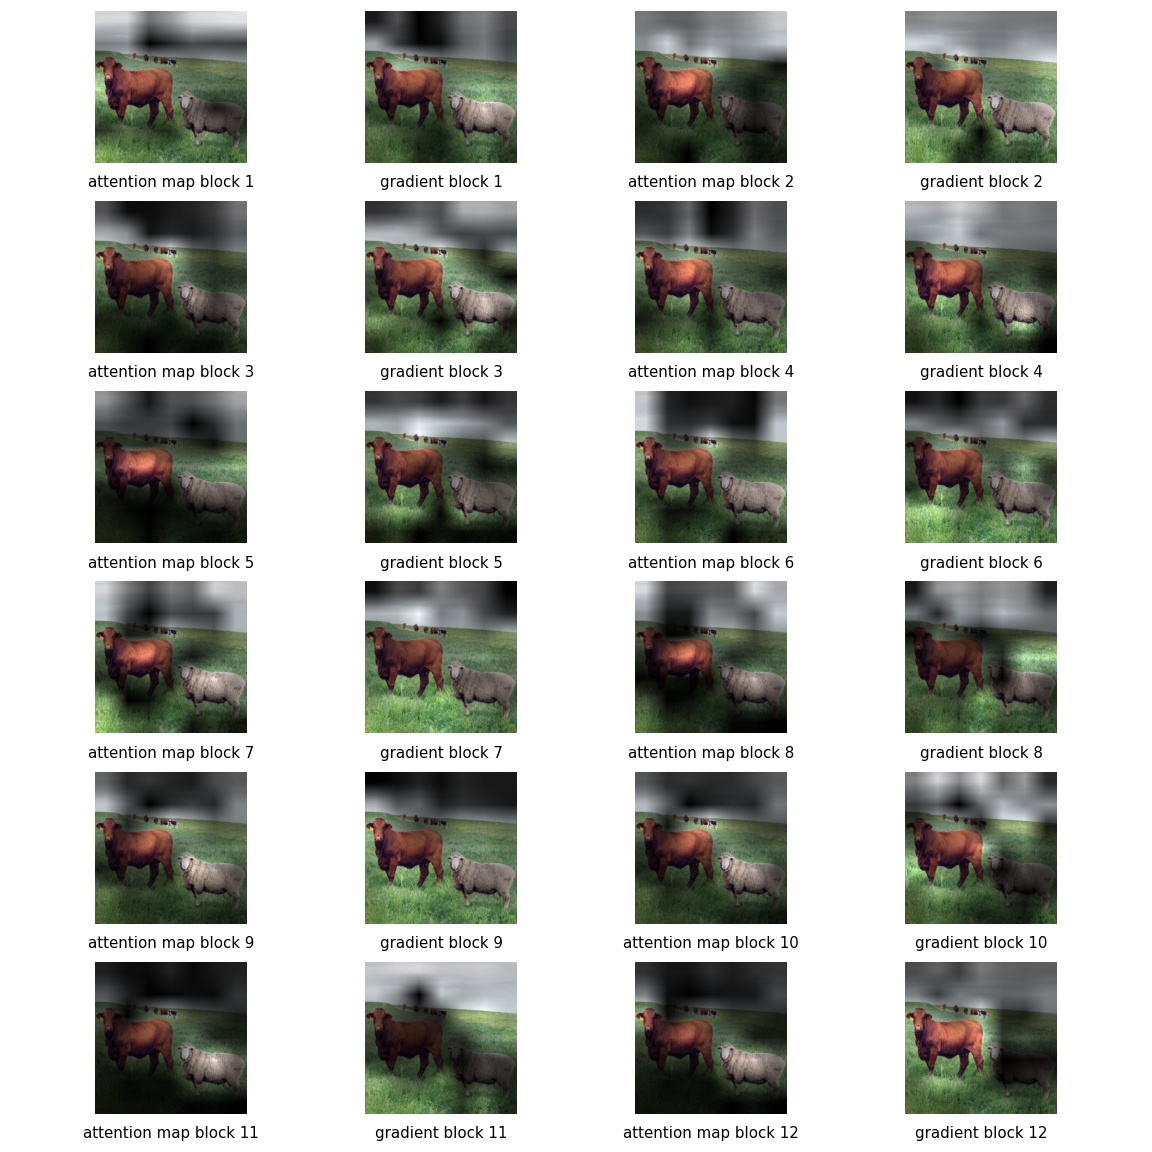 attention map block 1
gradient block 1
attention map block 2
gradient block 2
attention map block 3
gradient block 3
attention map block 4
gradient block 4
attention map block 5
gradient block 5
attention map block 6
gradient block 6
attention map block 7
gradient block 7
attention map block 8
gradient block 8
attention map block 9
gradient block 9
attention map block 10
gradient block 10
attention map block 11
gradient block 11
attention map block 12
gradient block 12